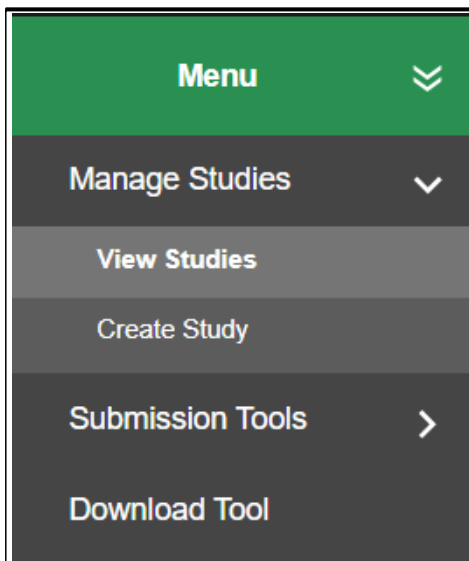 Menu
Manage Studies
View Studies
Create Study
Submission Tools
Download Tool